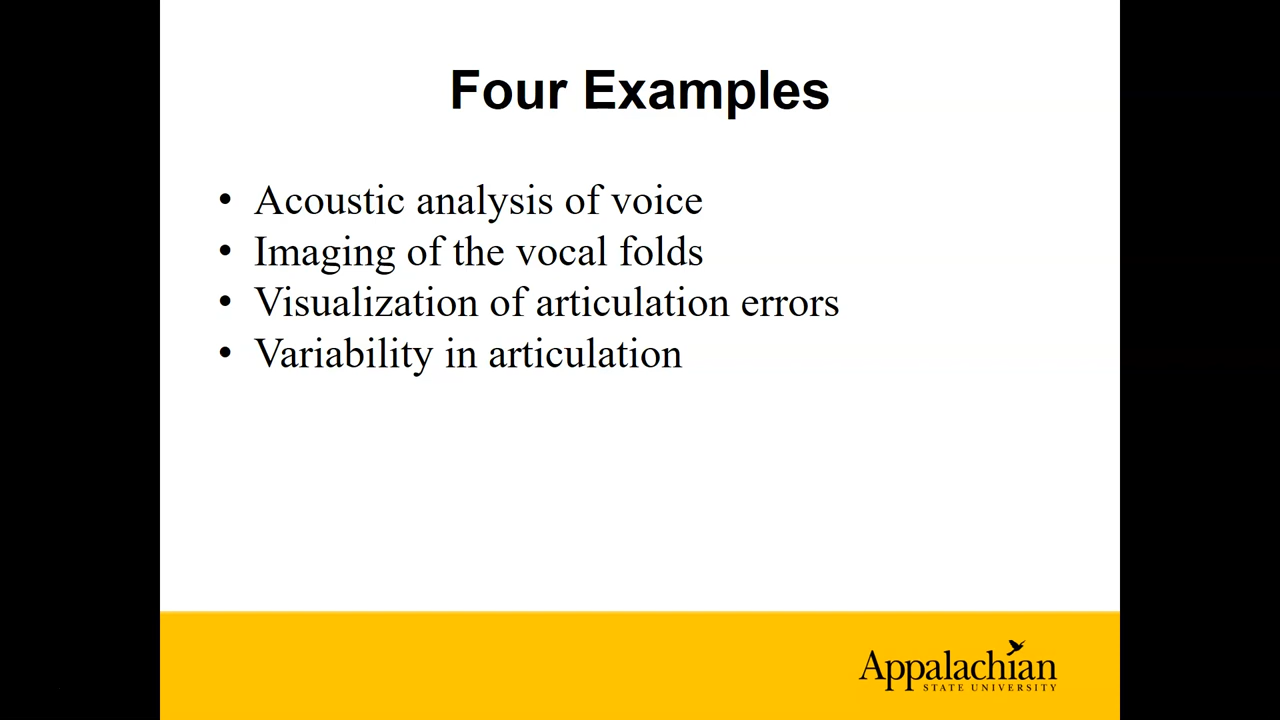 Four Examples
• Acoustic analysis of voice
• Imaging of the vocal folds
• Visualization of articulation errors
• Variability in articulation
Appalachian
STATE UNIVERSITY